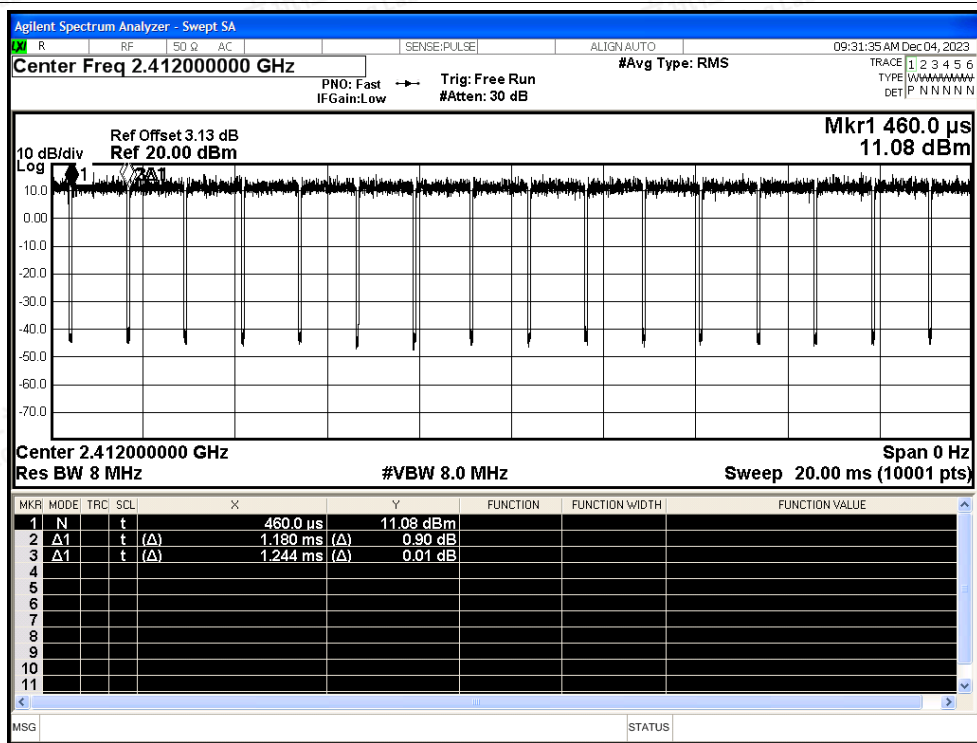 Agilent Spectrum Analyzer - Swept SA
LXI R RF 50 Ω AC SENSE:PULSE ALIGN AUTO 09:31:35 AM Dec 04, 2023
Center Freq 2.412000000 GHz #Avg Type: RMS TRACE 1 2 3 4 5 6
PNO: Fast Trig: Free Run TYPE WWWWWW
IFGain:Low #Atten: 30 dB DET P N N N N N
Mkr1 460.0 µs
11.08 dBm
Ref Offset 3.13 dB
10 dB/div Ref 20.00 dBm
Log
1
3Δ1
10.0
0.00
-10.0
-20.0
-30.0
-40.0
-50.0
-60.0
-70.0
Center 2.412000000 GHz Span 0 Hz
Res BW 8 MHz #VBW 8.0 MHz Sweep 20.00 ms (10001 pts)
MKR MODE TRC SCL X Y FUNCTION FUNCTION WIDTH FUNCTION VALUE
1 N t 460.0 µs 11.08 dBm
2 Δ1 t (Δ) 1.180 ms (Δ) 0.90 dB
3 Δ1 t (Δ) 1.244 ms (Δ) 0.01 dB
4
5
6
7
8
9
10
11
MSG STATUS